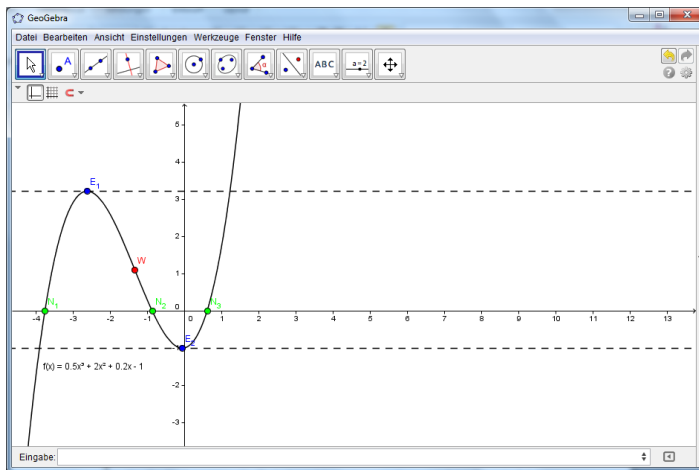 GeoGebra
Datei Bearbeiten Ansicht Einstellungen Werkzeuge Fenster Hilfe
A α ABC a=2
5
4
E₁
3
2
W
1
N₁ N₂ 0 N₃
-4 -3 -2 -1 0 1 2 3 4 5 6 7 8 9 10 11 12 13
E₂
-1
f(x) = 0.5x³ + 2x² + 0.2x - 1
-2
-3
Eingabe: